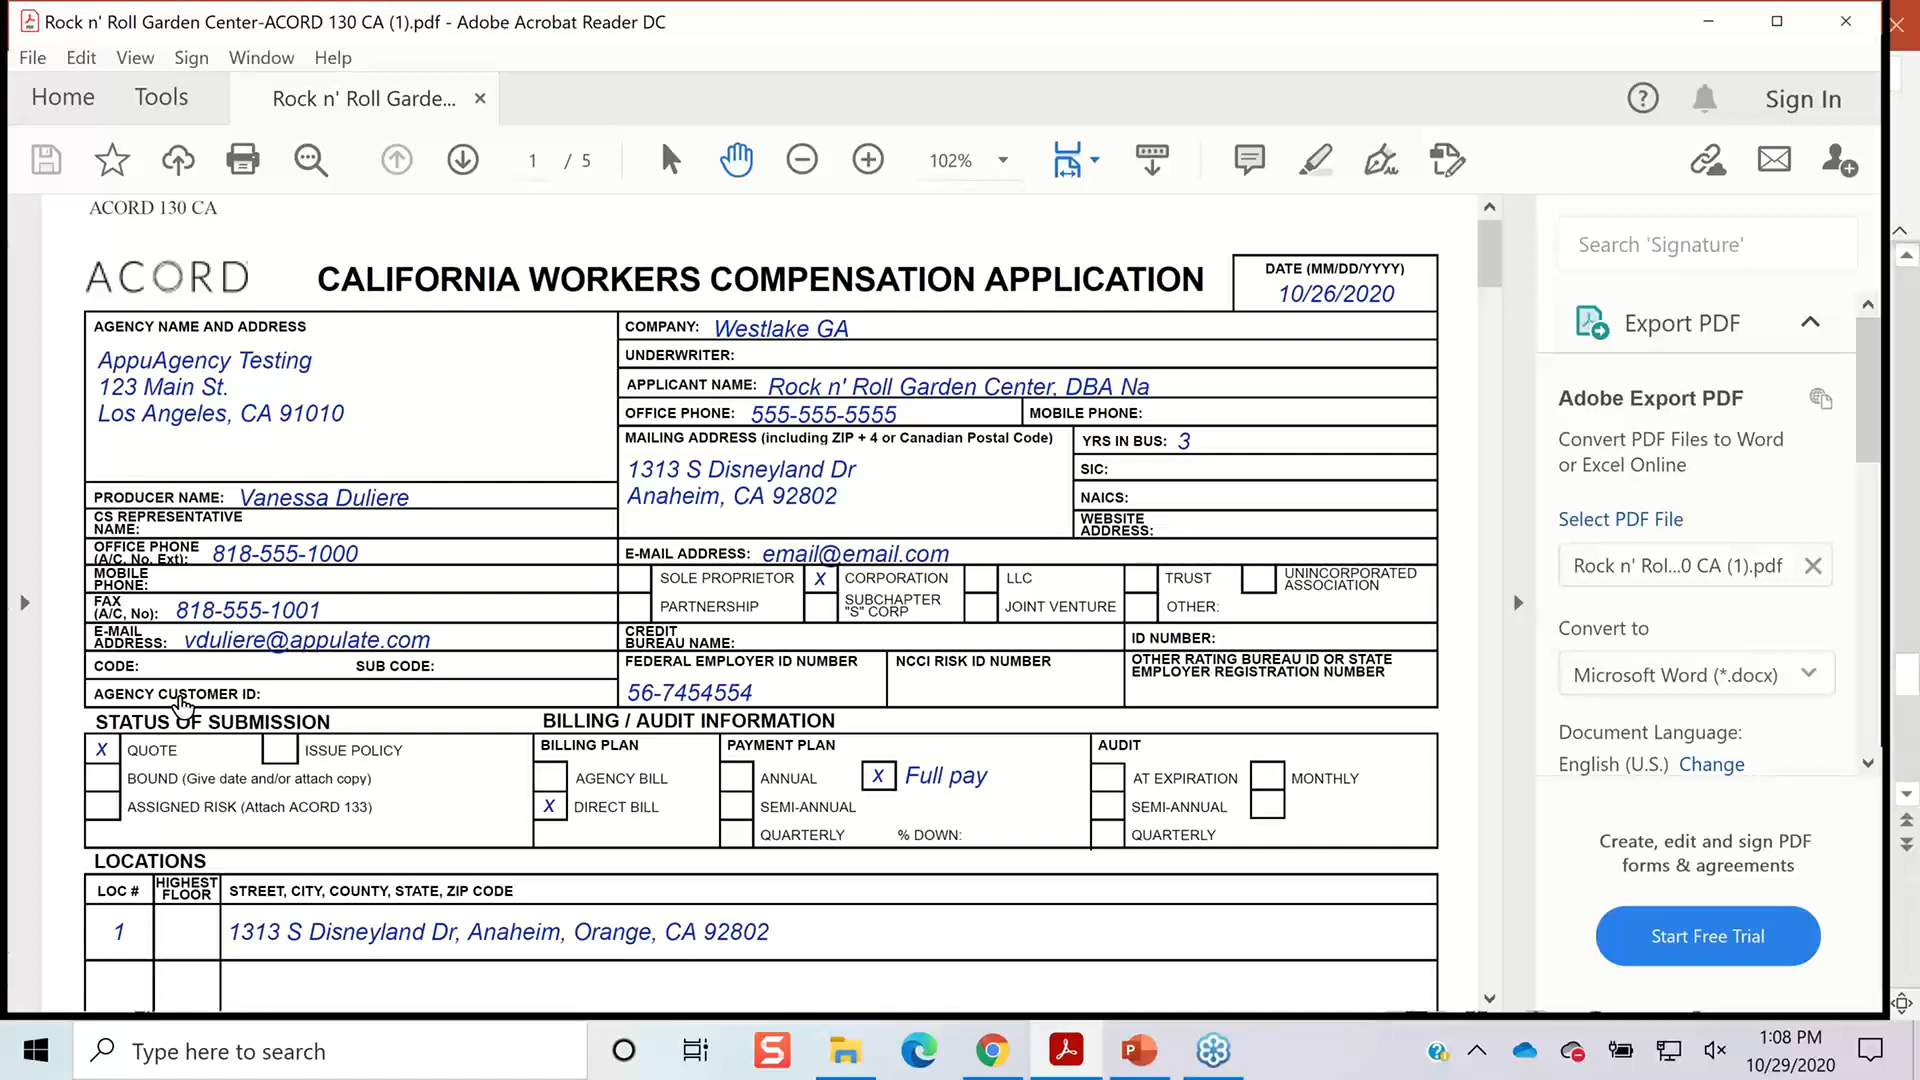 Rock n' Roll Garden Center-ACORD 130 CA (1).pdf - Adobe Acrobat Reader DC
File Edit View Sign Window Help
Home Tools Rock n' Roll Garde... Sign In
1 / 5 102%
ACORD 130 CA
ACORD CALIFORNIA WORKERS COMPENSATION APPLICATION
DATE (MM/DD/YYYY)
10/26/2020
AGENCY NAME AND ADDRESS
AppuAgency Testing
123 Main St.
Los Angeles, CA 91010
PRODUCER NAME: Vanessa Duliere
CS REPRESENTATIVE NAME:
OFFICE PHONE (A/C, No, Ext): 818-555-1000
MOBILE PHONE:
FAX (A/C, No): 818-555-1001
E-MAIL ADDRESS: vduliere@appulate.com
CODE: SUB CODE:
AGENCY CUSTOMER ID:
COMPANY: Westlake GA
UNDERWRITER:
APPLICANT NAME: Rock n' Roll Garden Center, DBA Na
OFFICE PHONE: 555-555-5555 MOBILE PHONE:
MAILING ADDRESS (including ZIP + 4 or Canadian Postal Code)
1313 S Disneyland Dr
Anaheim, CA 92802
YRS IN BUS: 3
SIC:
NAICS:
WEBSITE ADDRESS:
E-MAIL ADDRESS: email@email.com
SOLE PROPRIETOR X CORPORATION LLC TRUST UNINCORPORATED ASSOCIATION
PARTNERSHIP SUBCHAPTER "S" CORP JOINT VENTURE OTHER:
CREDIT BUREAU NAME: ID NUMBER:
FEDERAL EMPLOYER ID NUMBER NCCI RISK ID NUMBER OTHER RATING BUREAU ID OR STATE EMPLOYER REGISTRATION NUMBER
56-7454554
STATUS OF SUBMISSION BILLING / AUDIT INFORMATION
X QUOTE ISSUE POLICY
BOUND (Give date and/or attach copy)
ASSIGNED RISK (Attach ACORD 133)
BILLING PLAN PAYMENT PLAN AUDIT
AGENCY BILL ANNUAL X Full pay AT EXPIRATION MONTHLY
X DIRECT BILL SEMI-ANNUAL SEMI-ANNUAL
QUARTERLY % DOWN: QUARTERLY
LOCATIONS
LOC # HIGHEST FLOOR STREET, CITY, COUNTY, STATE, ZIP CODE
1 1313 S Disneyland Dr, Anaheim, Orange, CA 92802
Search 'Signature'
Export PDF
Adobe Export PDF
Convert PDF Files to Word
or Excel Online
Select PDF File
Rock n' Rol...0 CA (1).pdf
Convert to
Microsoft Word (*.docx)
Document Language:
English (U.S.) Change
Create, edit and sign PDF
forms & agreements
Start Free Trial
Type here to search
1:08 PM
10/29/2020